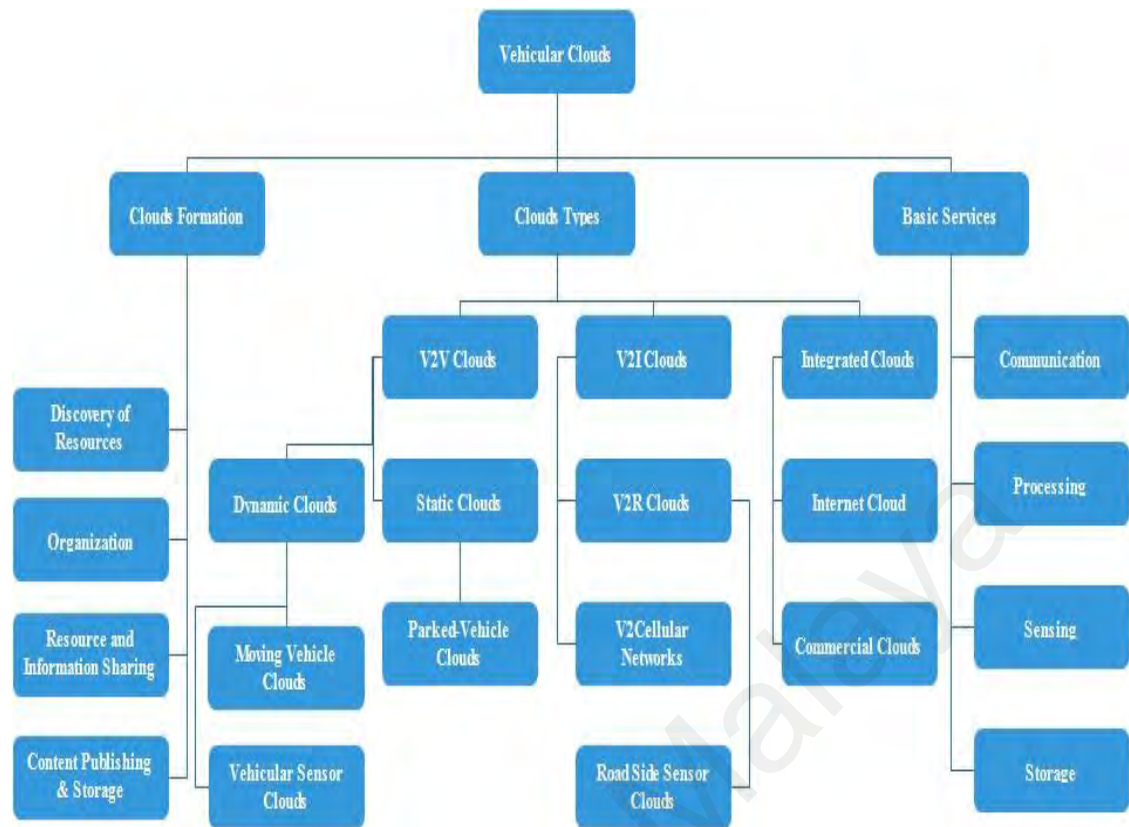 Vehicular Clouds
Clouds Formation
Clouds Types
Basic Services
V2V Clouds
V2I Clouds
Integrated Clouds
Communication
Discovery of
Resources
Dynamic Clouds
Static Clouds
V2R Clouds
Internet Cloud
Processing
Organization
Resource and
Information Sharing
Moving Vehicle
Clouds
Parked-Vehicle
Clouds
V2Cellular
Networks
Commercial Clouds
Sensing
Content Publishing
& Storage
Vehicular Sensor
Clouds
Road Side Sensor
Clouds
Storage
Malaya